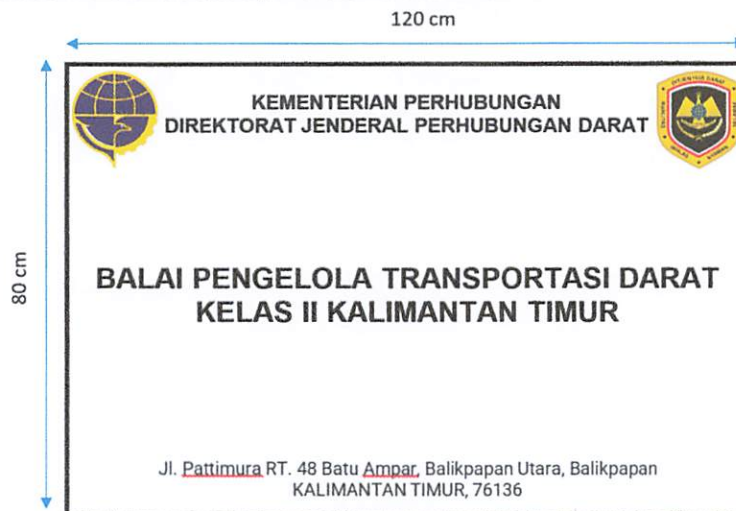 120 cm
KEMENTERIAN PERHUBUNGAN
DIREKTORAT JENDERAL PERHUBUNGAN DARAT
80 cm
BALAI PENGELOLA TRANSPORTASI DARAT
KELAS II KALIMANTAN TIMUR
Jl. Pattimura RT. 48 Batu Ampar, Balikpapan Utara, Balikpapan
KALIMANTAN TIMUR, 76136